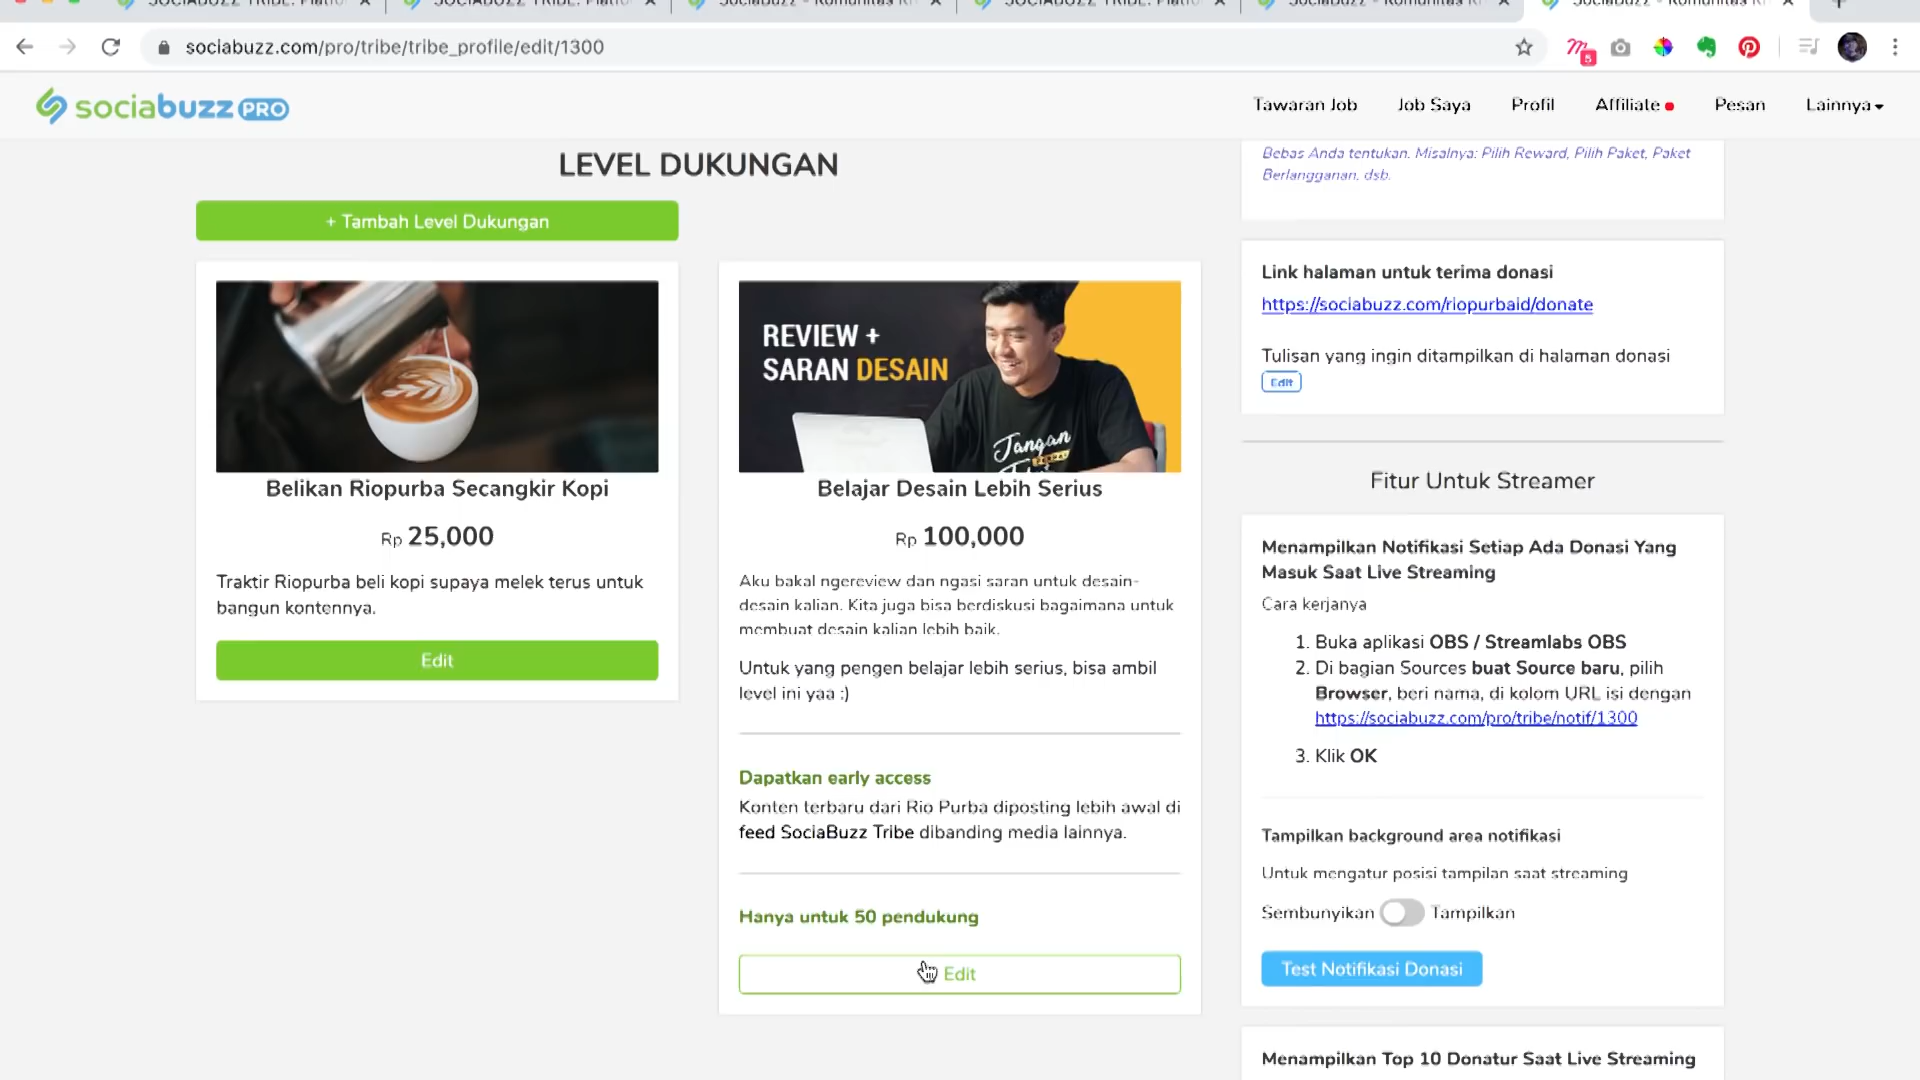 sociabuzz.com/pro/tribe/tribe_profile/edit/1300
5
sociabuzz PRO
Tawaran Job
Job Saya
Profil
Affiliate
Pesan
Lainnya
LEVEL DUKUNGAN
+ Tambah Level Dukungan
Belikan Riopurba Secangkir Kopi
Rp 25,000
Traktir Riopurba beli kopi supaya melek terus untuk
bangun kontennya.
Edit
REVIEW +
SARAN DESAIN
Jangan
Belajar Desain Lebih Serius
Rp 100,000
Aku bakal ngereview dan ngasi saran untuk desain-
desain kalian. Kita juga bisa berdiskusi bagaimana untuk
membuat desain kalian lebih baik.
Untuk yang pengen belajar lebih serius, bisa ambil
level ini yaa :)
Dapatkan early access
Konten terbaru dari Rio Purba diposting lebih awal di
feed SociaBuzz Tribe dibanding media lainnya.
Hanya untuk 50 pendukung
Edit
Bebas Anda tentukan. Misalnya: Pilih Reward, Pilih Paket, Paket
Berlangganan, dsb.
Link halaman untuk terima donasi
https://sociabuzz.com/riopurbaid/donate
Tulisan yang ingin ditampilkan di halaman donasi
Edit
Fitur Untuk Streamer
Menampilkan Notifikasi Setiap Ada Donasi Yang
Masuk Saat Live Streaming
Cara kerjanya
1. Buka aplikasi OBS / Streamlabs OBS
2. Di bagian Sources buat Source baru, pilih
Browser, beri nama, di kolom URL isi dengan
https://sociabuzz.com/pro/tribe/notif/1300
3. Klik OK
Tampilkan background area notifikasi
Untuk mengatur posisi tampilan saat streaming
Sembunyikan Tampilkan
Test Notifikasi Donasi
Menampilkan Top 10 Donatur Saat Live Streaming